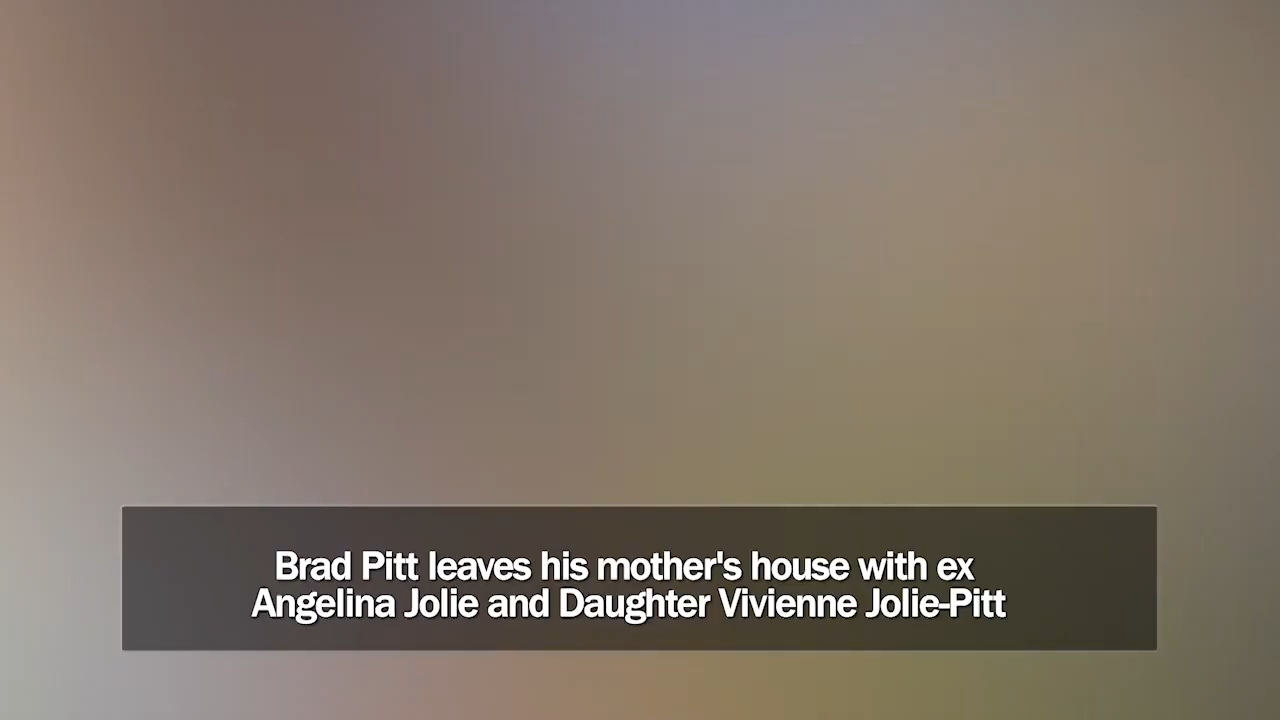 Brad Pitt leaves his mother's house with ex
Angelina Jolie and Daughter Vivienne Jolie-Pitt